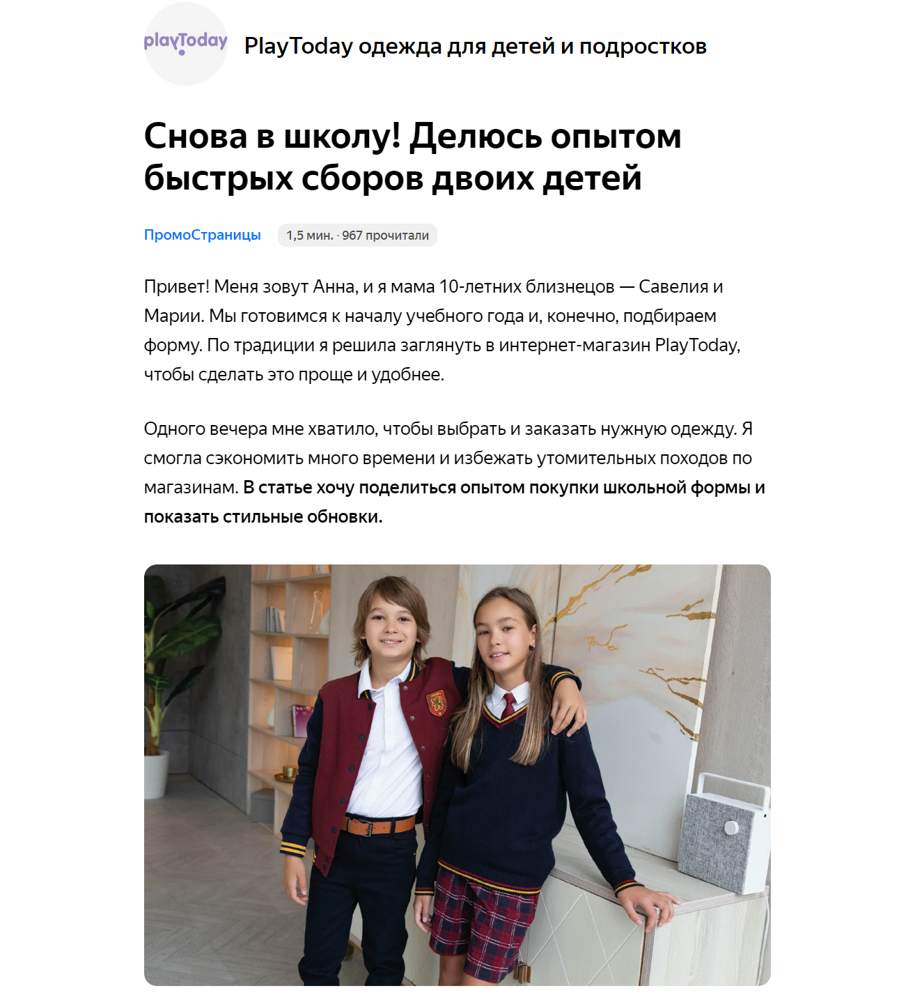 playToday
PlayToday одежда для детей и подростков
Снова в школу! Делюсь опытом
быстрых сборов двоих детей
ПромоСтраницы
1,5 мин. · 967 прочитали
Привет! Меня зовут Анна, и я мама 10-летних близнецов — Савелия и
Марии. Мы готовимся к началу учебного года и, конечно, подбираем
форму. По традиции я решила заглянуть в интернет-магазин PlayToday,
чтобы сделать это проще и удобнее.
Одного вечера мне хватило, чтобы выбрать и заказать нужную одежду. Я
смогла сэкономить много времени и избежать утомительных походов по
магазинам. В статье хочу поделиться опытом покупки школьной формы и
показать стильные обновки.